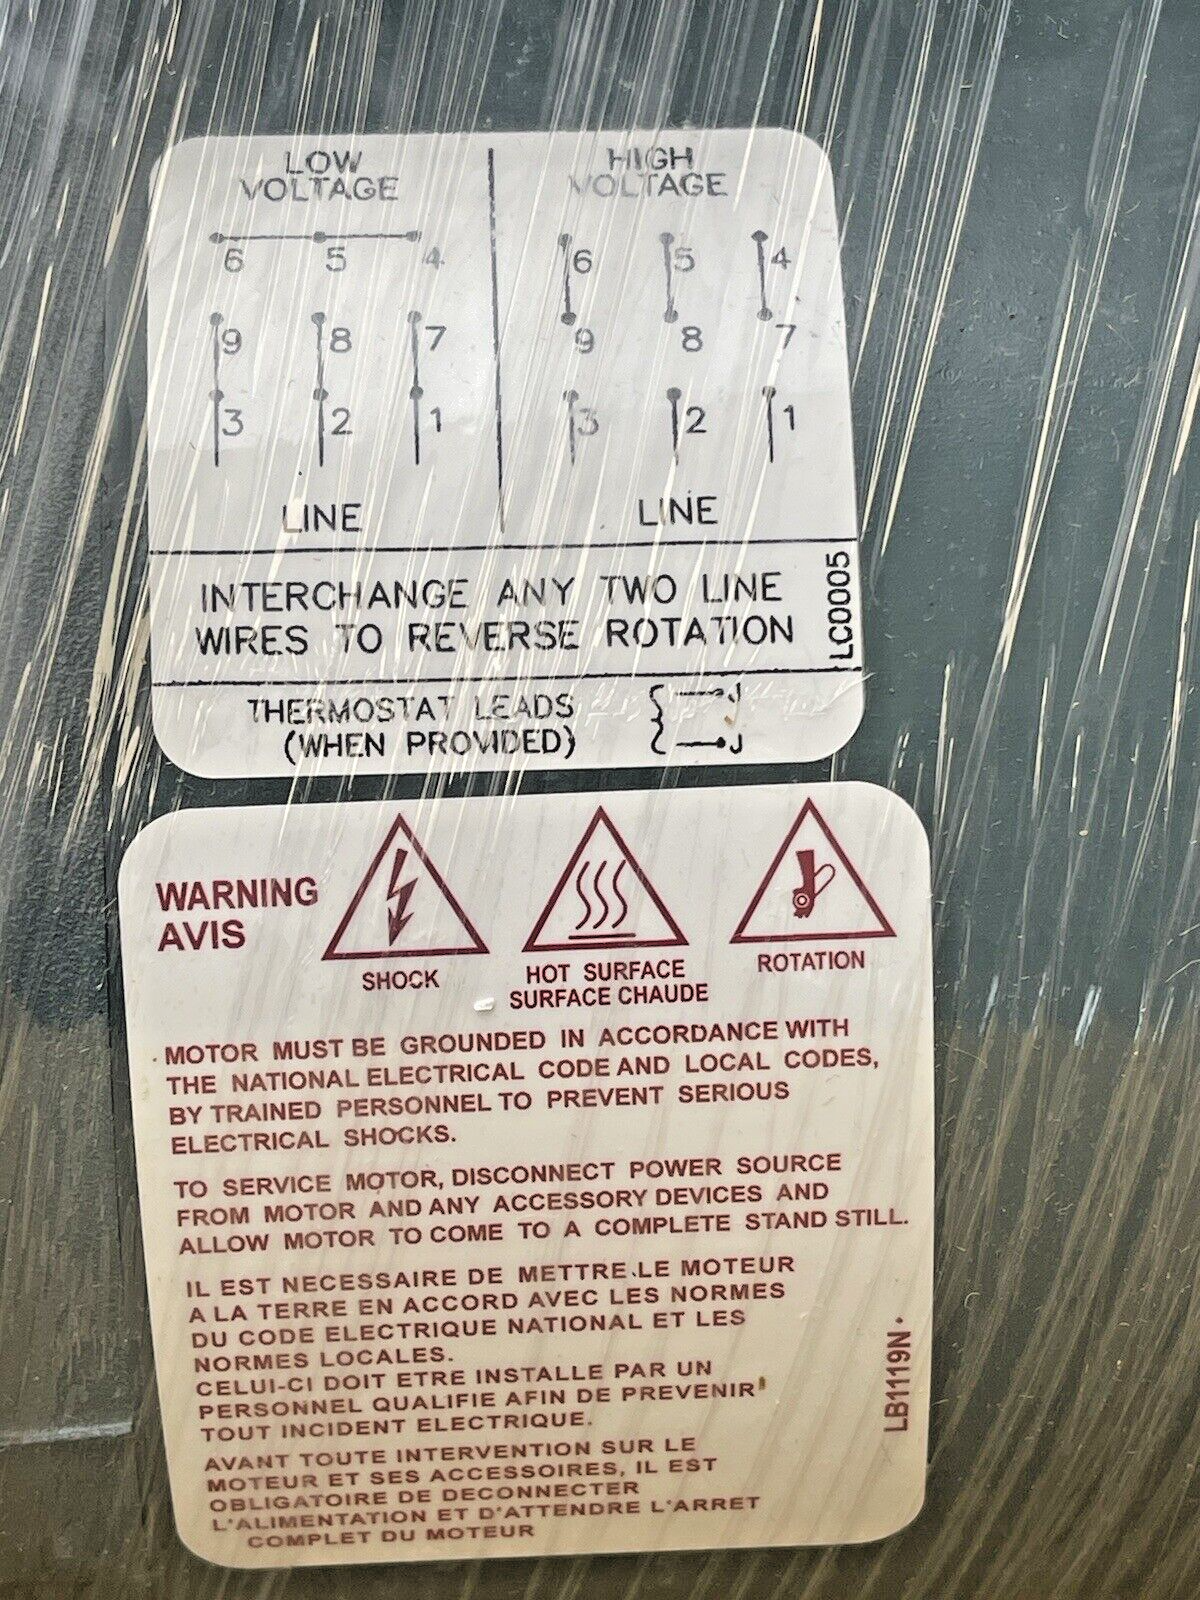 LOW
VOLTAGE
6 5 4
9 8 7
3 2 1
LINE
HIGH
VOLTAGE
6 5 4
9 8 7
3 2 1
LINE
INTERCHANGE ANY TWO LINE
WIRES TO REVERSE ROTATION
LC0005
THERMOSTAT LEADS
(WHEN PROVIDED)
J
J
WARNING
AVIS
SHOCK
HOT SURFACE
SURFACE CHAUDE
ROTATION
MOTOR MUST BE GROUNDED IN ACCORDANCE WITH
THE NATIONAL ELECTRICAL CODE AND LOCAL CODES,
BY TRAINED PERSONNEL TO PREVENT SERIOUS
ELECTRICAL SHOCKS.
TO SERVICE MOTOR, DISCONNECT POWER SOURCE
FROM MOTOR AND ANY ACCESSORY DEVICES AND
ALLOW MOTOR TO COME TO A COMPLETE STAND STILL.
IL EST NECESSAIRE DE METTRE LE MOTEUR
A LA TERRE EN ACCORD AVEC LES NORMES
DU CODE ELECTRIQUE NATIONAL ET LES
NORMES LOCALES.
CELUI-CI DOIT ETRE INSTALLE PAR UN
PERSONNEL QUALIFIE AFIN DE PREVENIR
TOUT INCIDENT ELECTRIQUE.
AVANT TOUTE INTERVENTION SUR LE
MOTEUR ET SES ACCESSOIRES, IL EST
OBLIGATOIRE DE DECONNECTER
L'ALIMENTATION ET D'ATTENDRE L'ARRET
COMPLET DU MOTEUR
LB1119N